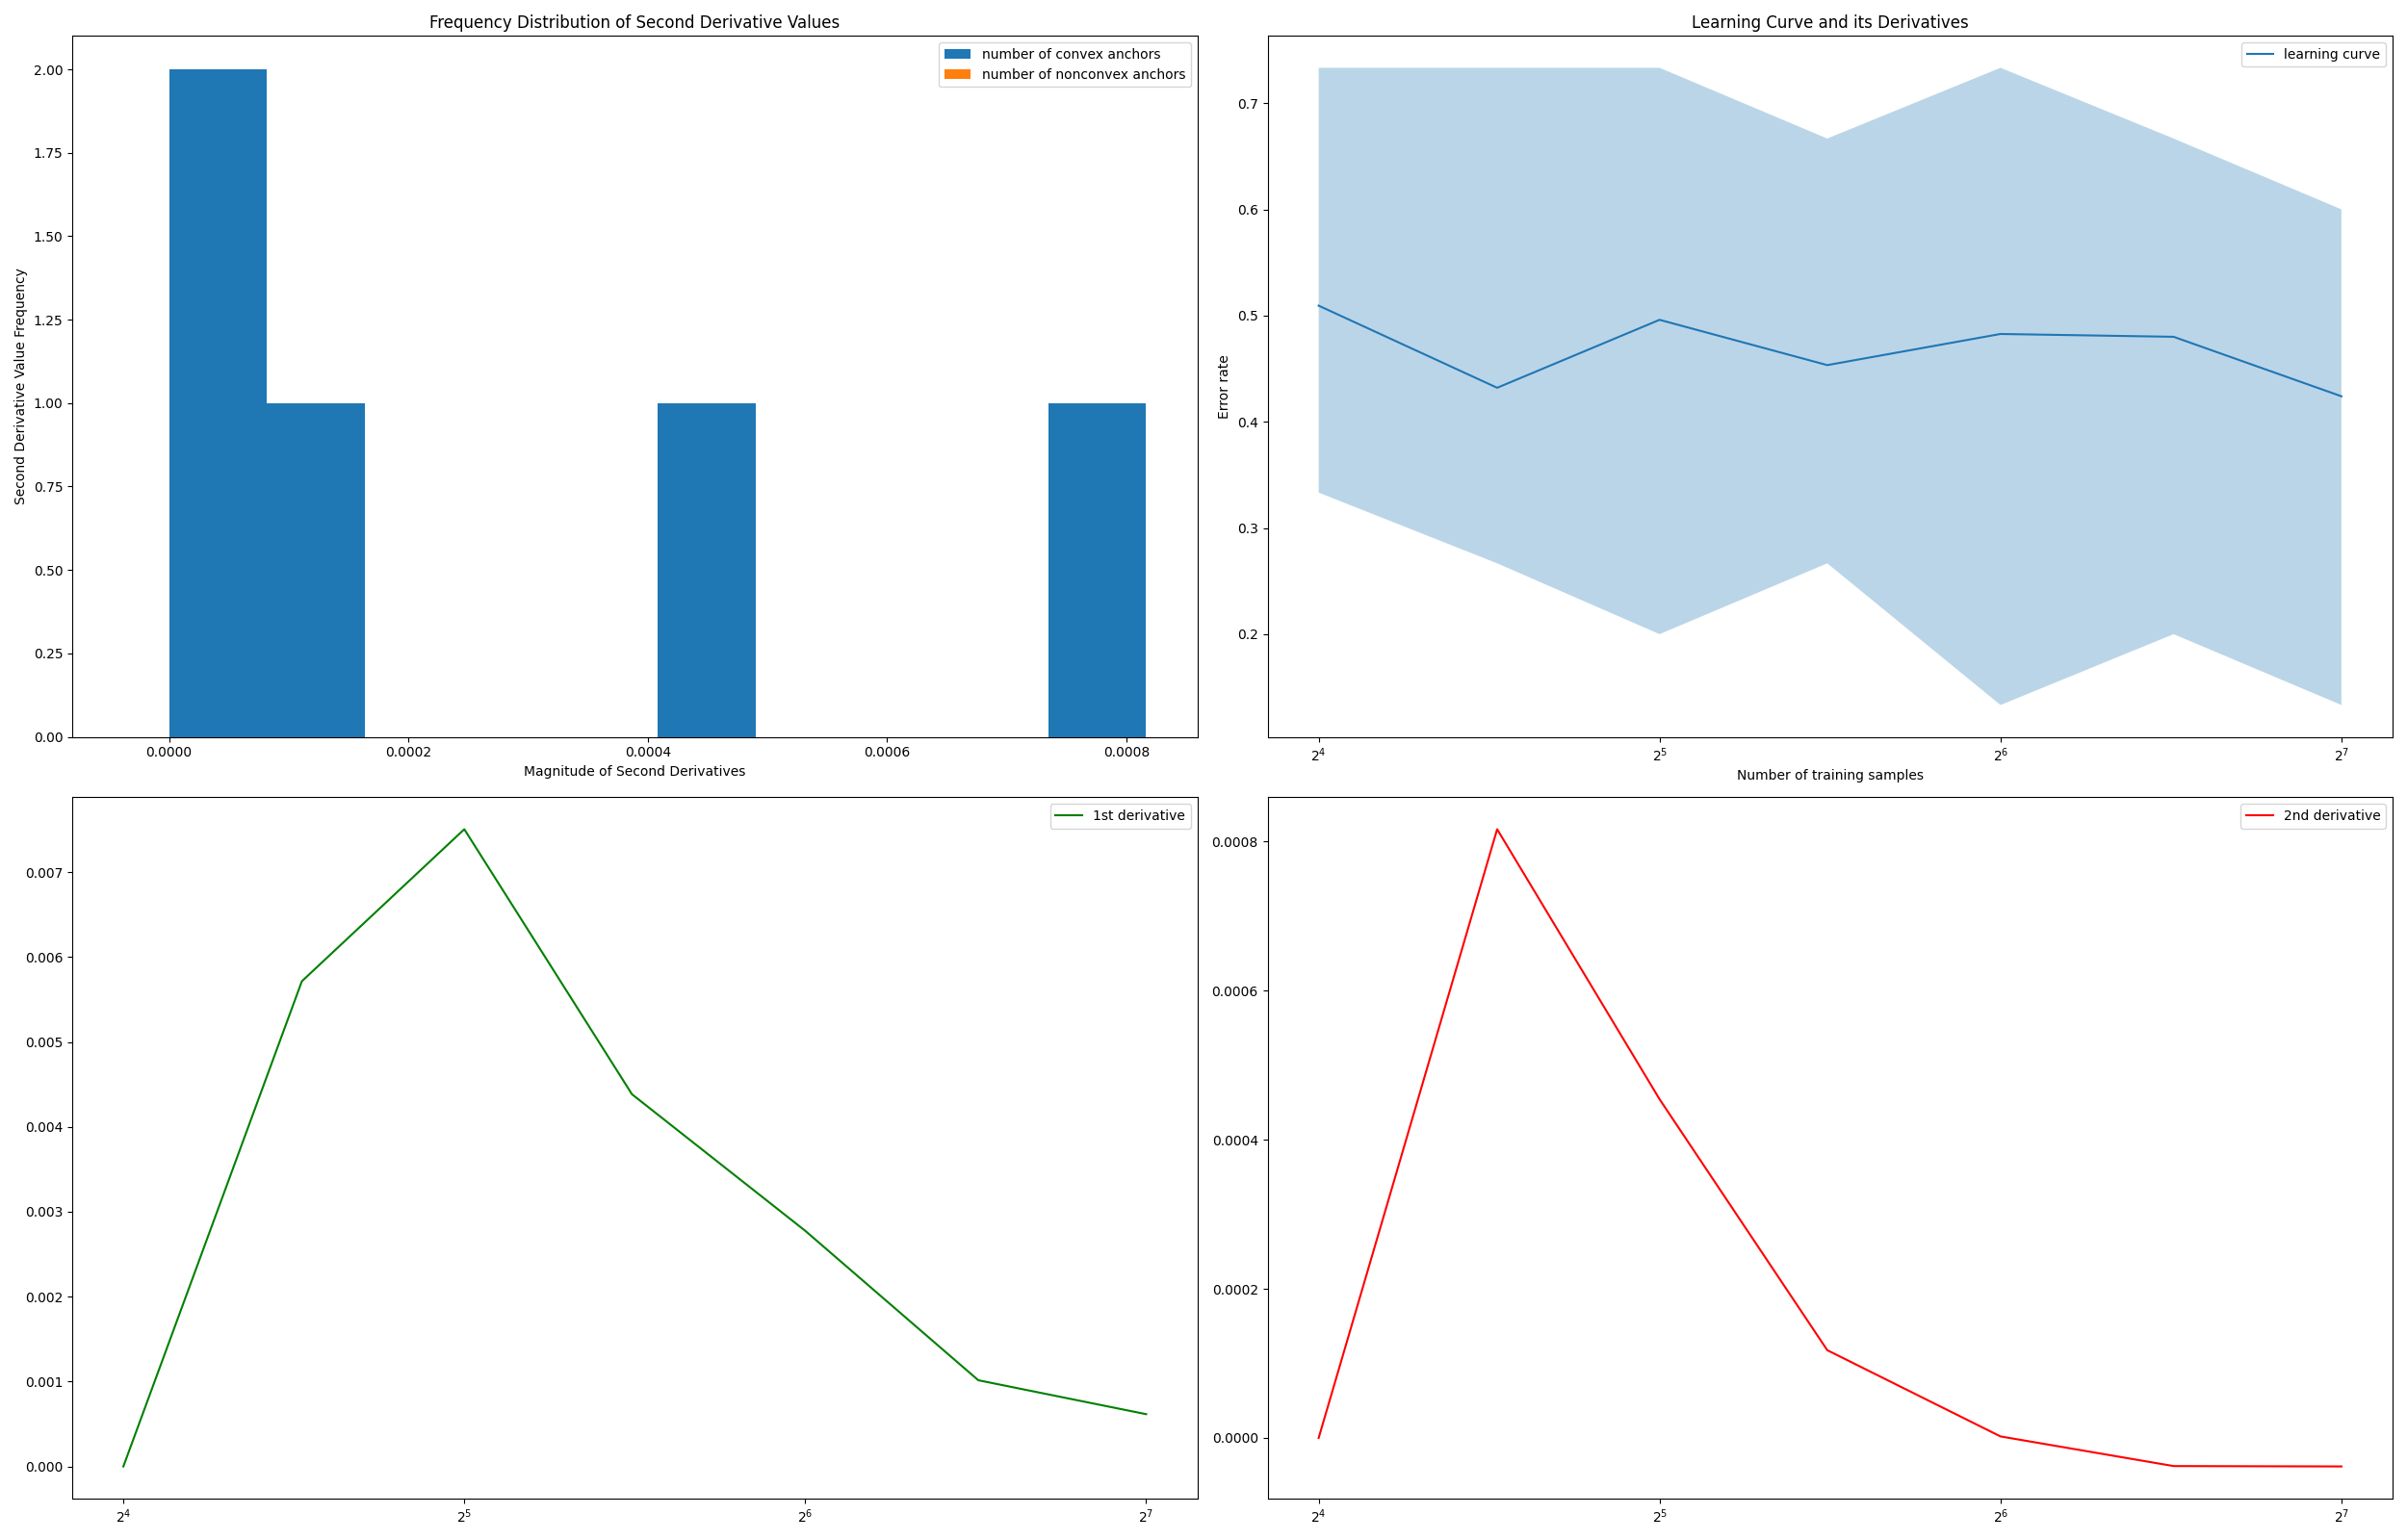 Frequency Distribution of Second Derivative Values
number of convex anchors
number of nonconvex anchors
2.00
1.75
1.50
1.25
1.00
0.75
0.50
0.25
0.00
Second Derivative Value Frequency
0.0000 0.0002 0.0004 0.0006 0.0008
Magnitude of Second Derivatives
Learning Curve and its Derivatives
learning curve
0.7
0.6
0.5
0.4
0.3
0.2
Error rate
2⁴ 2⁵ 2⁶ 2⁷
Number of training samples
1st derivative
0.007
0.006
0.005
0.004
0.003
0.002
0.001
0.000
2⁴ 2⁵ 2⁶ 2⁷
2nd derivative
0.0008
0.0006
0.0004
0.0002
0.0000
2⁴ 2⁵ 2⁶ 2⁷